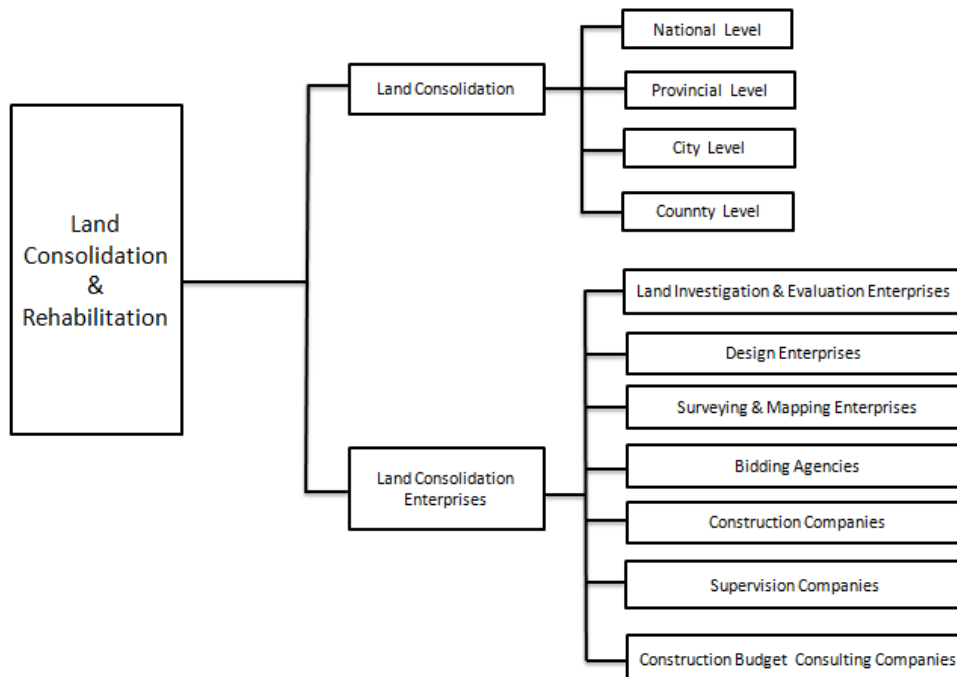 Land
Consolidation
&
Rehabilitation
Land Consolidation
National Level
Provincial Level
City Level
Counnty Level
Land Consolidation
Enterprises
Land Investigation & Evaluation Enterprises
Design Enterprises
Surveying & Mapping Enterprises
Bidding Agencies
Construction Companies
Supervision Companies
Construction Budget Consulting Companies